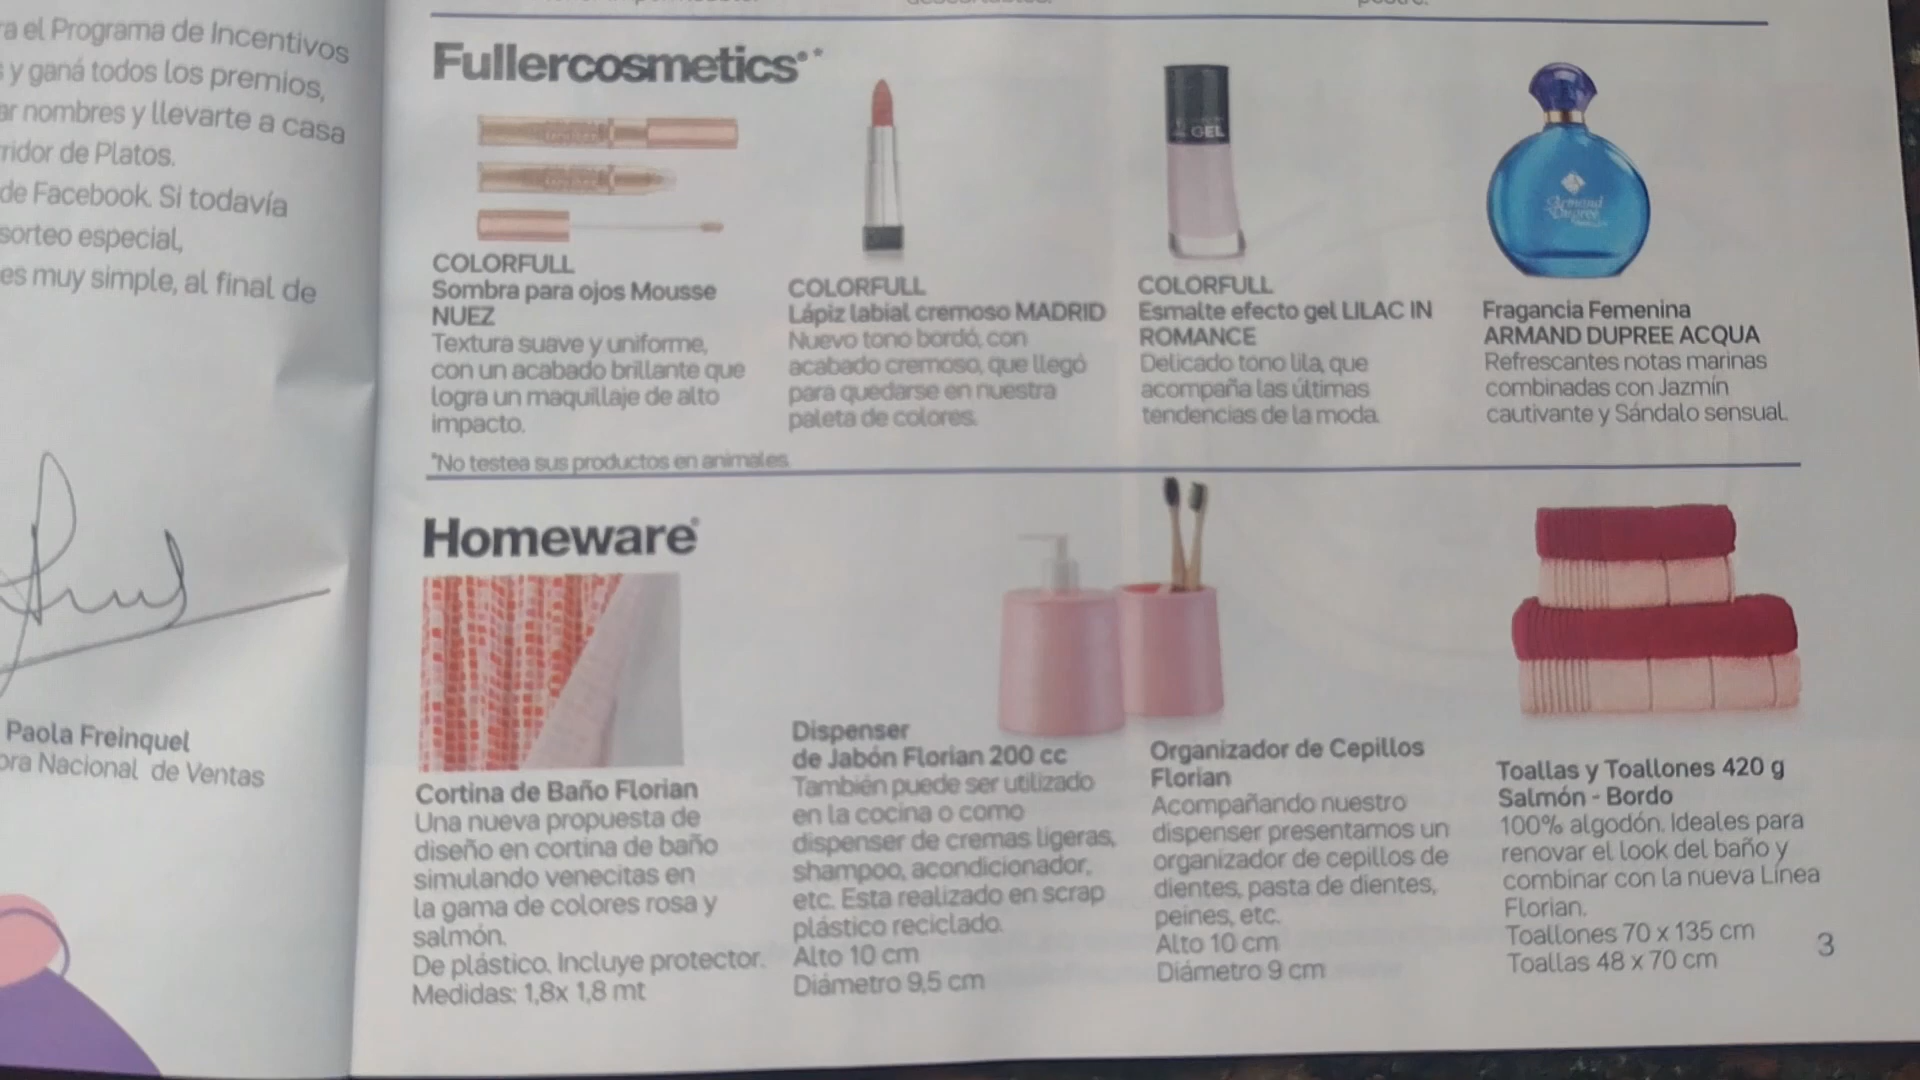 ra el Programa de Incentivos
s y ganá todos los premios,
ar nombres y llevarte a casa
rridor de Platos.
de Facebook. Si todavía
sorteo especial,
es muy simple, al final de
Paola Freinquel
ora Nacional de Ventas
Fullercosmetics®*
COLORFULL
Sombra para ojos Mousse
NUEZ
Textura suave y uniforme,
con un acabado brillante que
logra un maquillaje de alto
impacto.
COLORFULL
Lápiz labial cremoso MADRID
Nuevo tono bordó, con
acabado cremoso, que llegó
para quedarse en nuestra
paleta de colores.
GEL
COLORFULL
Esmalte efecto gel LILAC IN
ROMANCE
Delicado tono lila, que
acompaña las últimas
tendencias de la moda.
Armand
Dupree
Fragancia Femenina
ARMAND DUPREE ACQUA
Refrescantes notas marinas
combinadas con Jazmín
cautivante y Sándalo sensual.
*No testea sus productos en animales.
Homeware®
Cortina de Baño Florian
Una nueva propuesta de
diseño en cortina de baño
simulando venecitas en
la gama de colores rosa y
salmón.
De plástico. Incluye protector.
Medidas: 1,8x 1,8 mt
Dispenser
de Jabón Florian 200 cc
También puede ser utilizado
en la cocina o como
dispenser de cremas ligeras,
shampoo, acondicionador,
etc. Esta realizado en scrap
plástico reciclado.
Alto 10 cm
Diámetro 9,5 cm
Organizador de Cepillos
Florian
Acompañando nuestro
dispenser presentamos un
organizador de cepillos de
dientes, pasta de dientes,
peines, etc.
Alto 10 cm
Diámetro 9 cm
Toallas y Toallones 420 g
Salmón - Bordo
100% algodón. Ideales para
renovar el look del baño y
combinar con la nueva Línea
Florian.
Toallones 70 x 135 cm
Toallas 48 x 70 cm
3